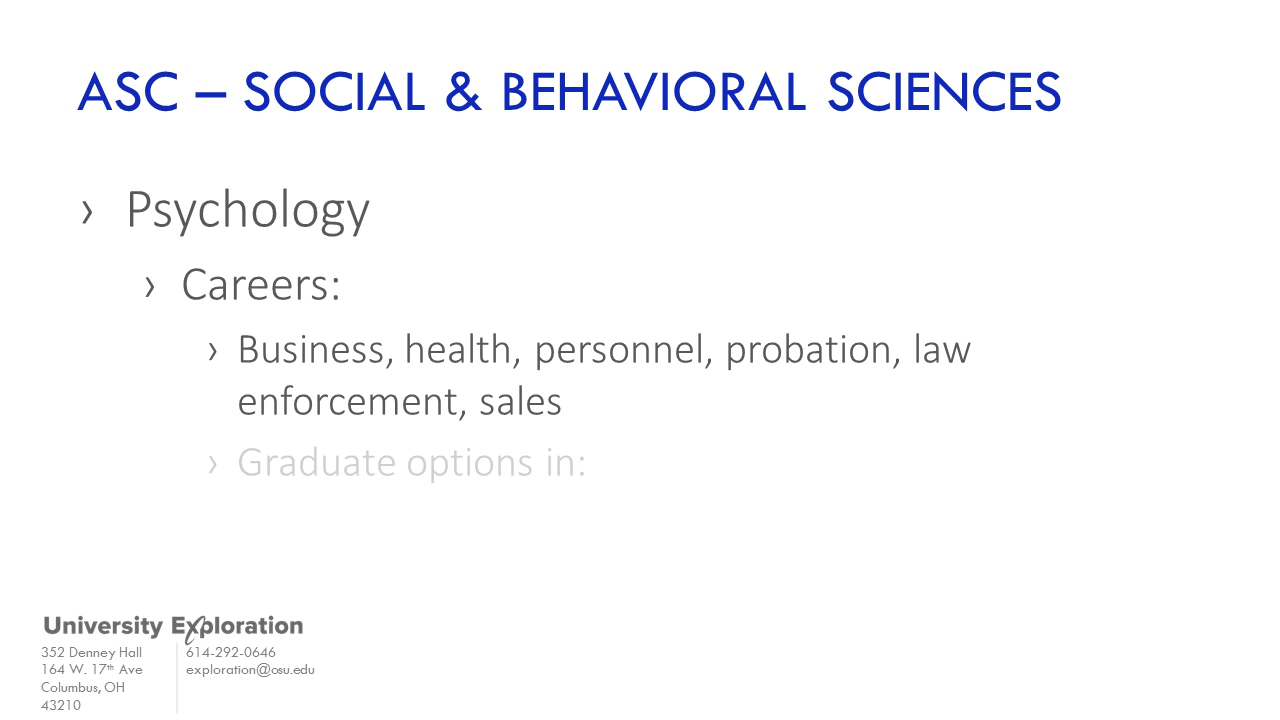 ASC – SOCIAL & BEHAVIORAL SCIENCES
› Psychology
› Careers:
› Business, health, personnel, probation, law
enforcement, sales
› Graduate options in:
University Exploration
352 Denney Hall
164 W. 17th Ave
Columbus, OH
43210
614-292-0646
exploration@osu.edu